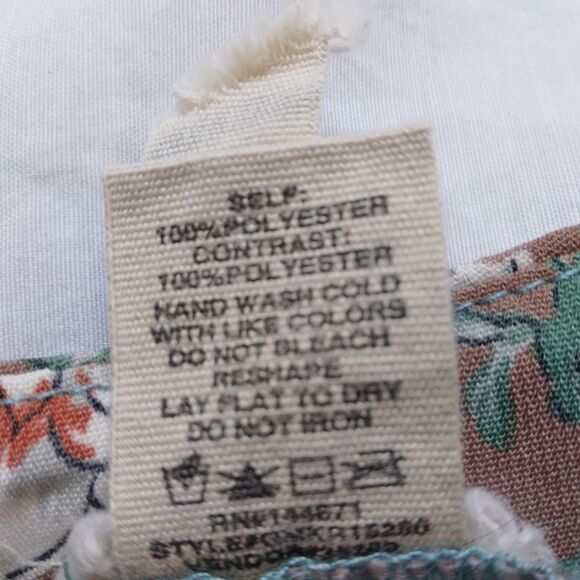 SELF:
100%POLYESTER
CONTRAST:
100%POLYESTER
HAND WASH COLD
WITH LIKE COLORS
DO NOT BLEACH
RESHAPE
LAY FLAT TO DRY
DO NOT IRON
RN#144671